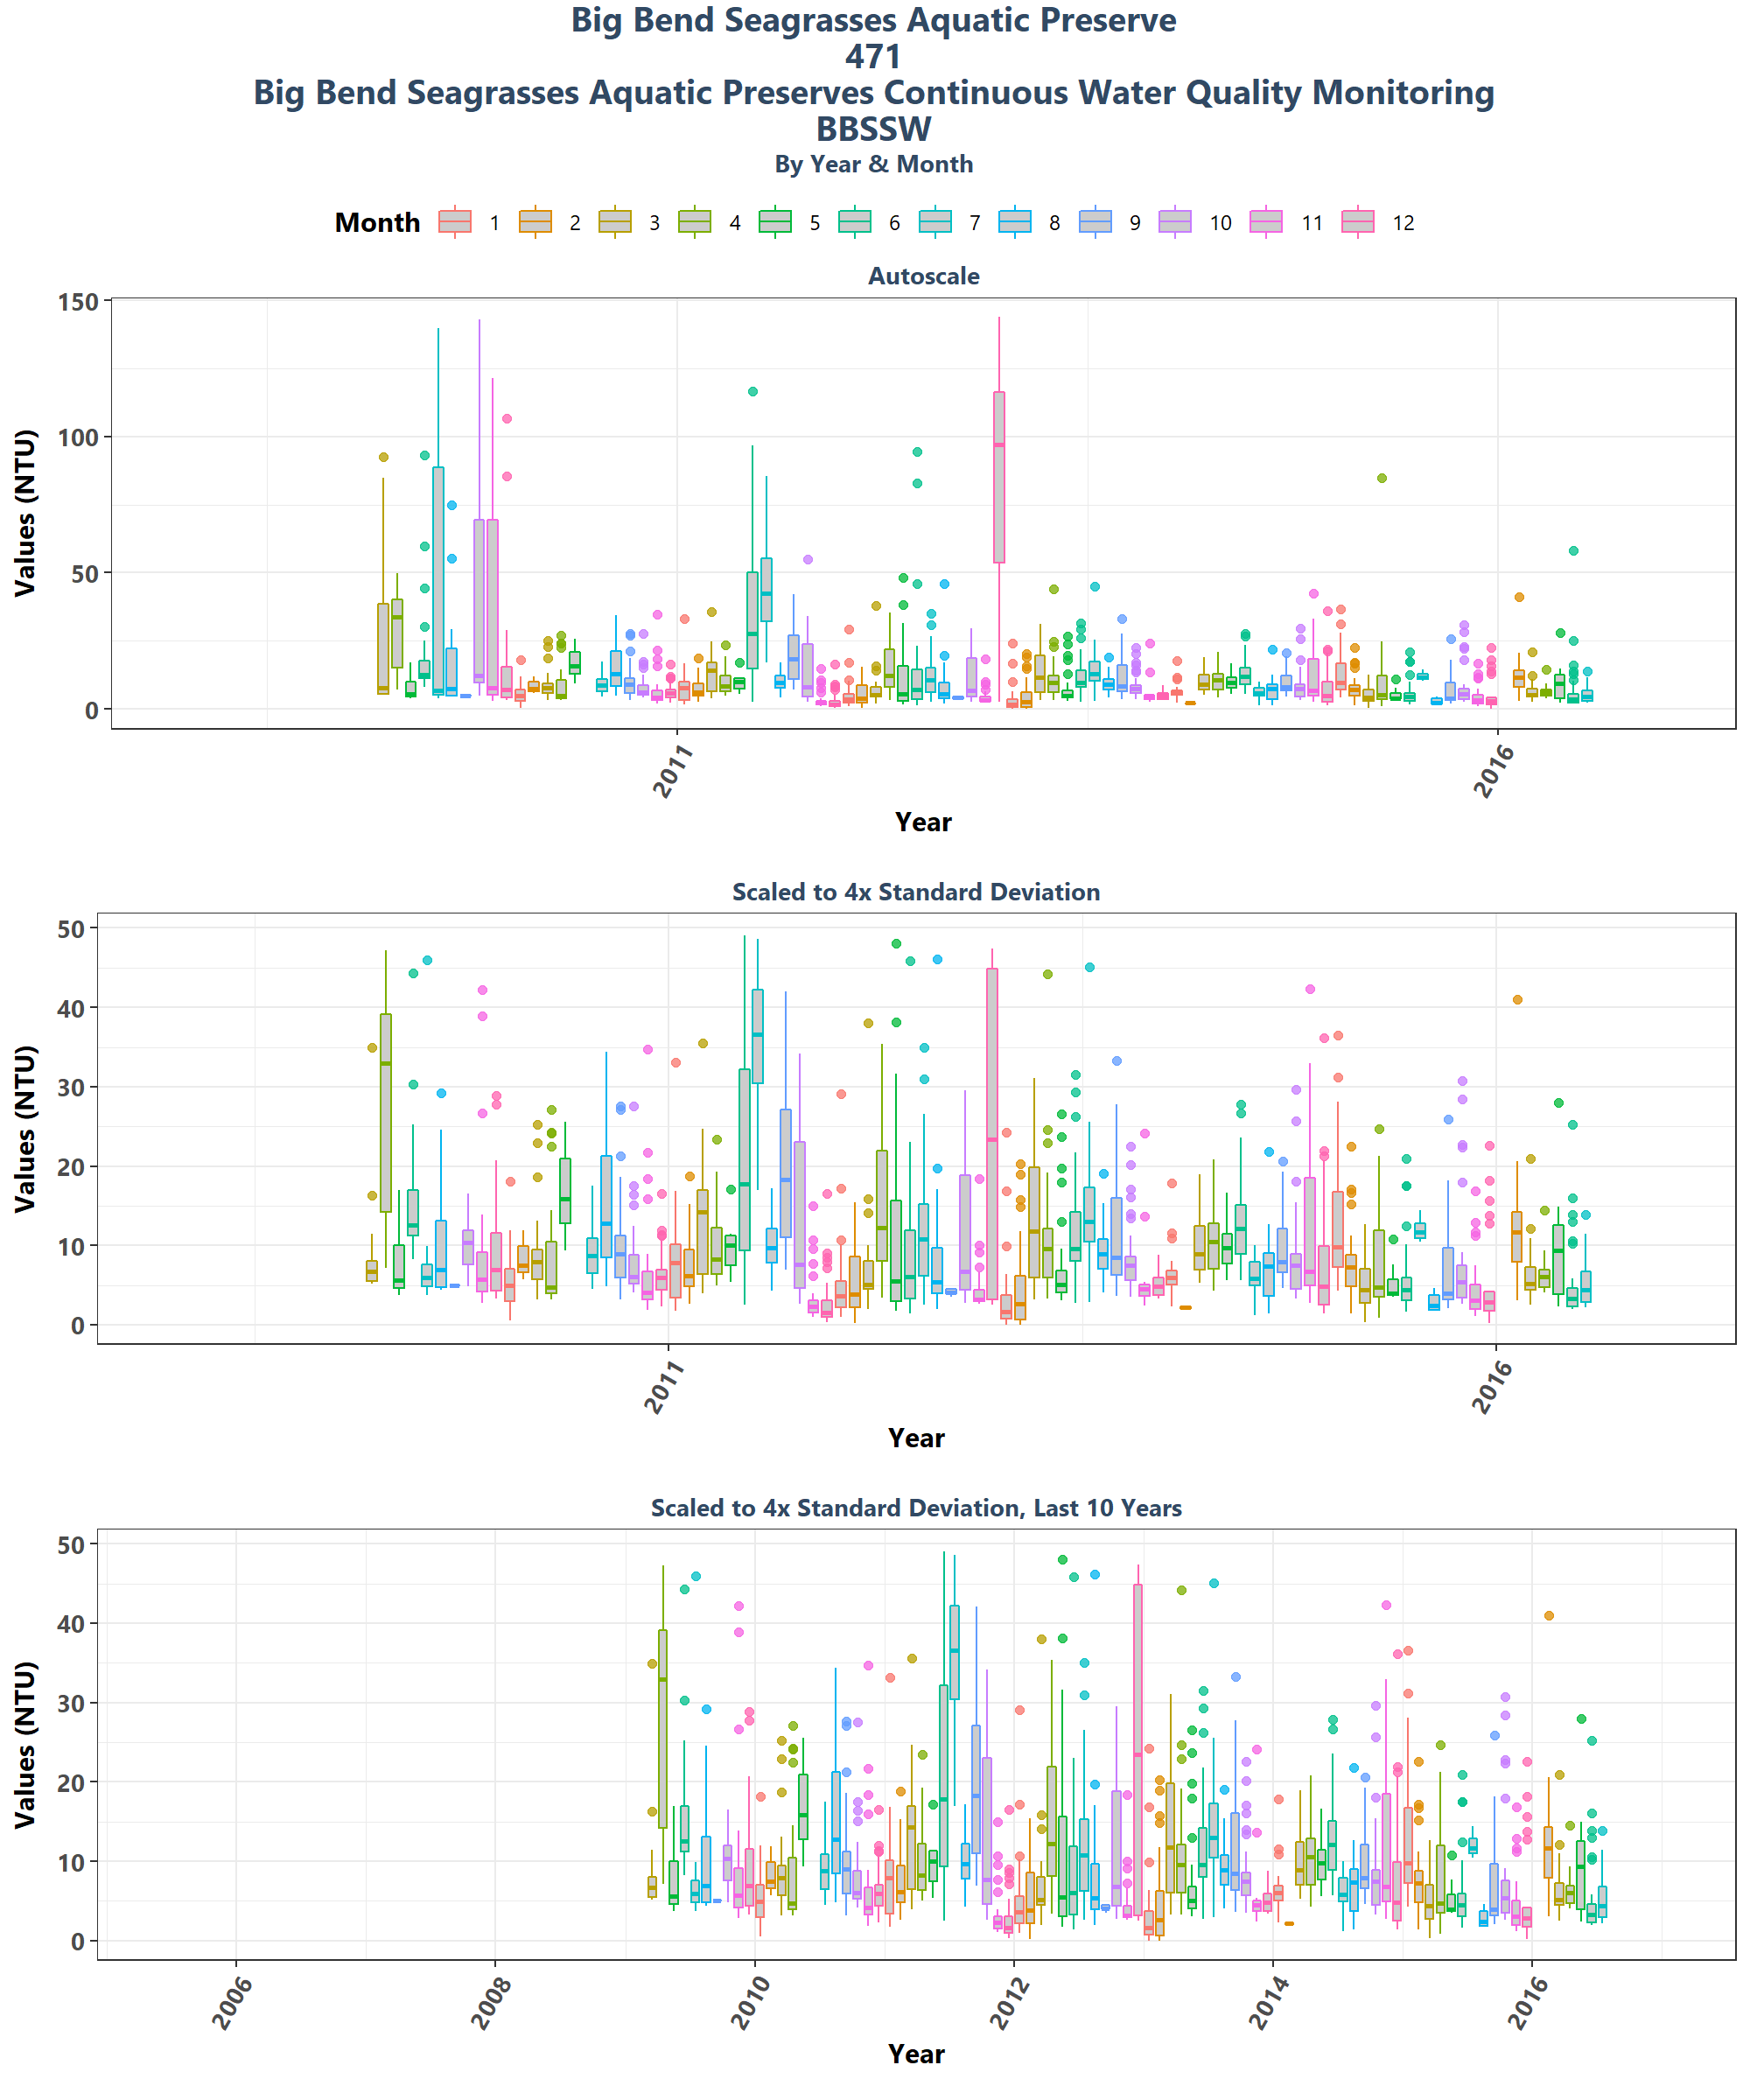 Big Bend Seagrasses Aquatic Preserve
471
Big Bend Seagrasses Aquatic Preserves Continuous Water Quality Monitoring
BBSSW
By Year & Month
Month 1 2 3 4 5 6 7 8 9 10 11 12
Autoscale
Values (NTU)
150
100
50
0
2011 2016
Year
Scaled to 4x Standard Deviation
Values (NTU)
50
40
30
20
10
0
2011 2016
Year
Scaled to 4x Standard Deviation, Last 10 Years
Values (NTU)
50
40
30
20
10
0
2006 2008 2010 2012 2014 2016
Year